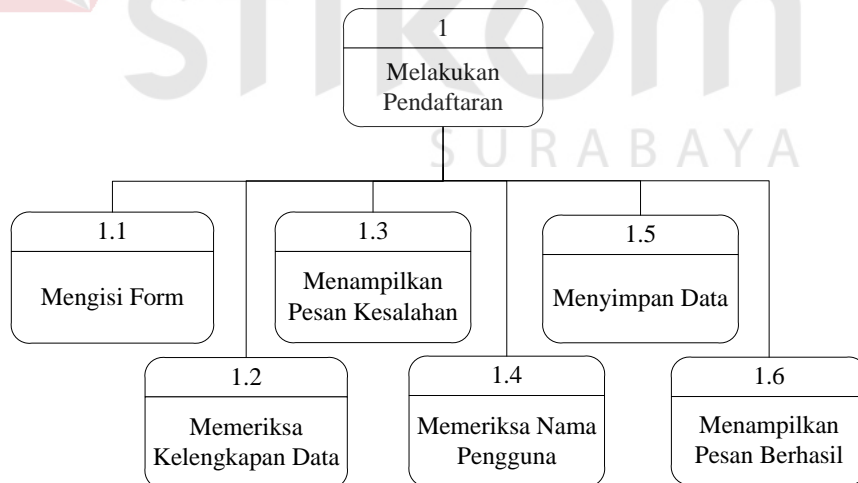 stikom
SURABAYA
1
Melakukan
Pendaftaran
1.1
Mengisi Form
1.2
Memeriksa
Kelengkapan Data
1.3
Menampilkan
Pesan Kesalahan
1.4
Memeriksa Nama
Pengguna
1.5
Menyimpan Data
1.6
Menampilkan
Pesan Berhasil